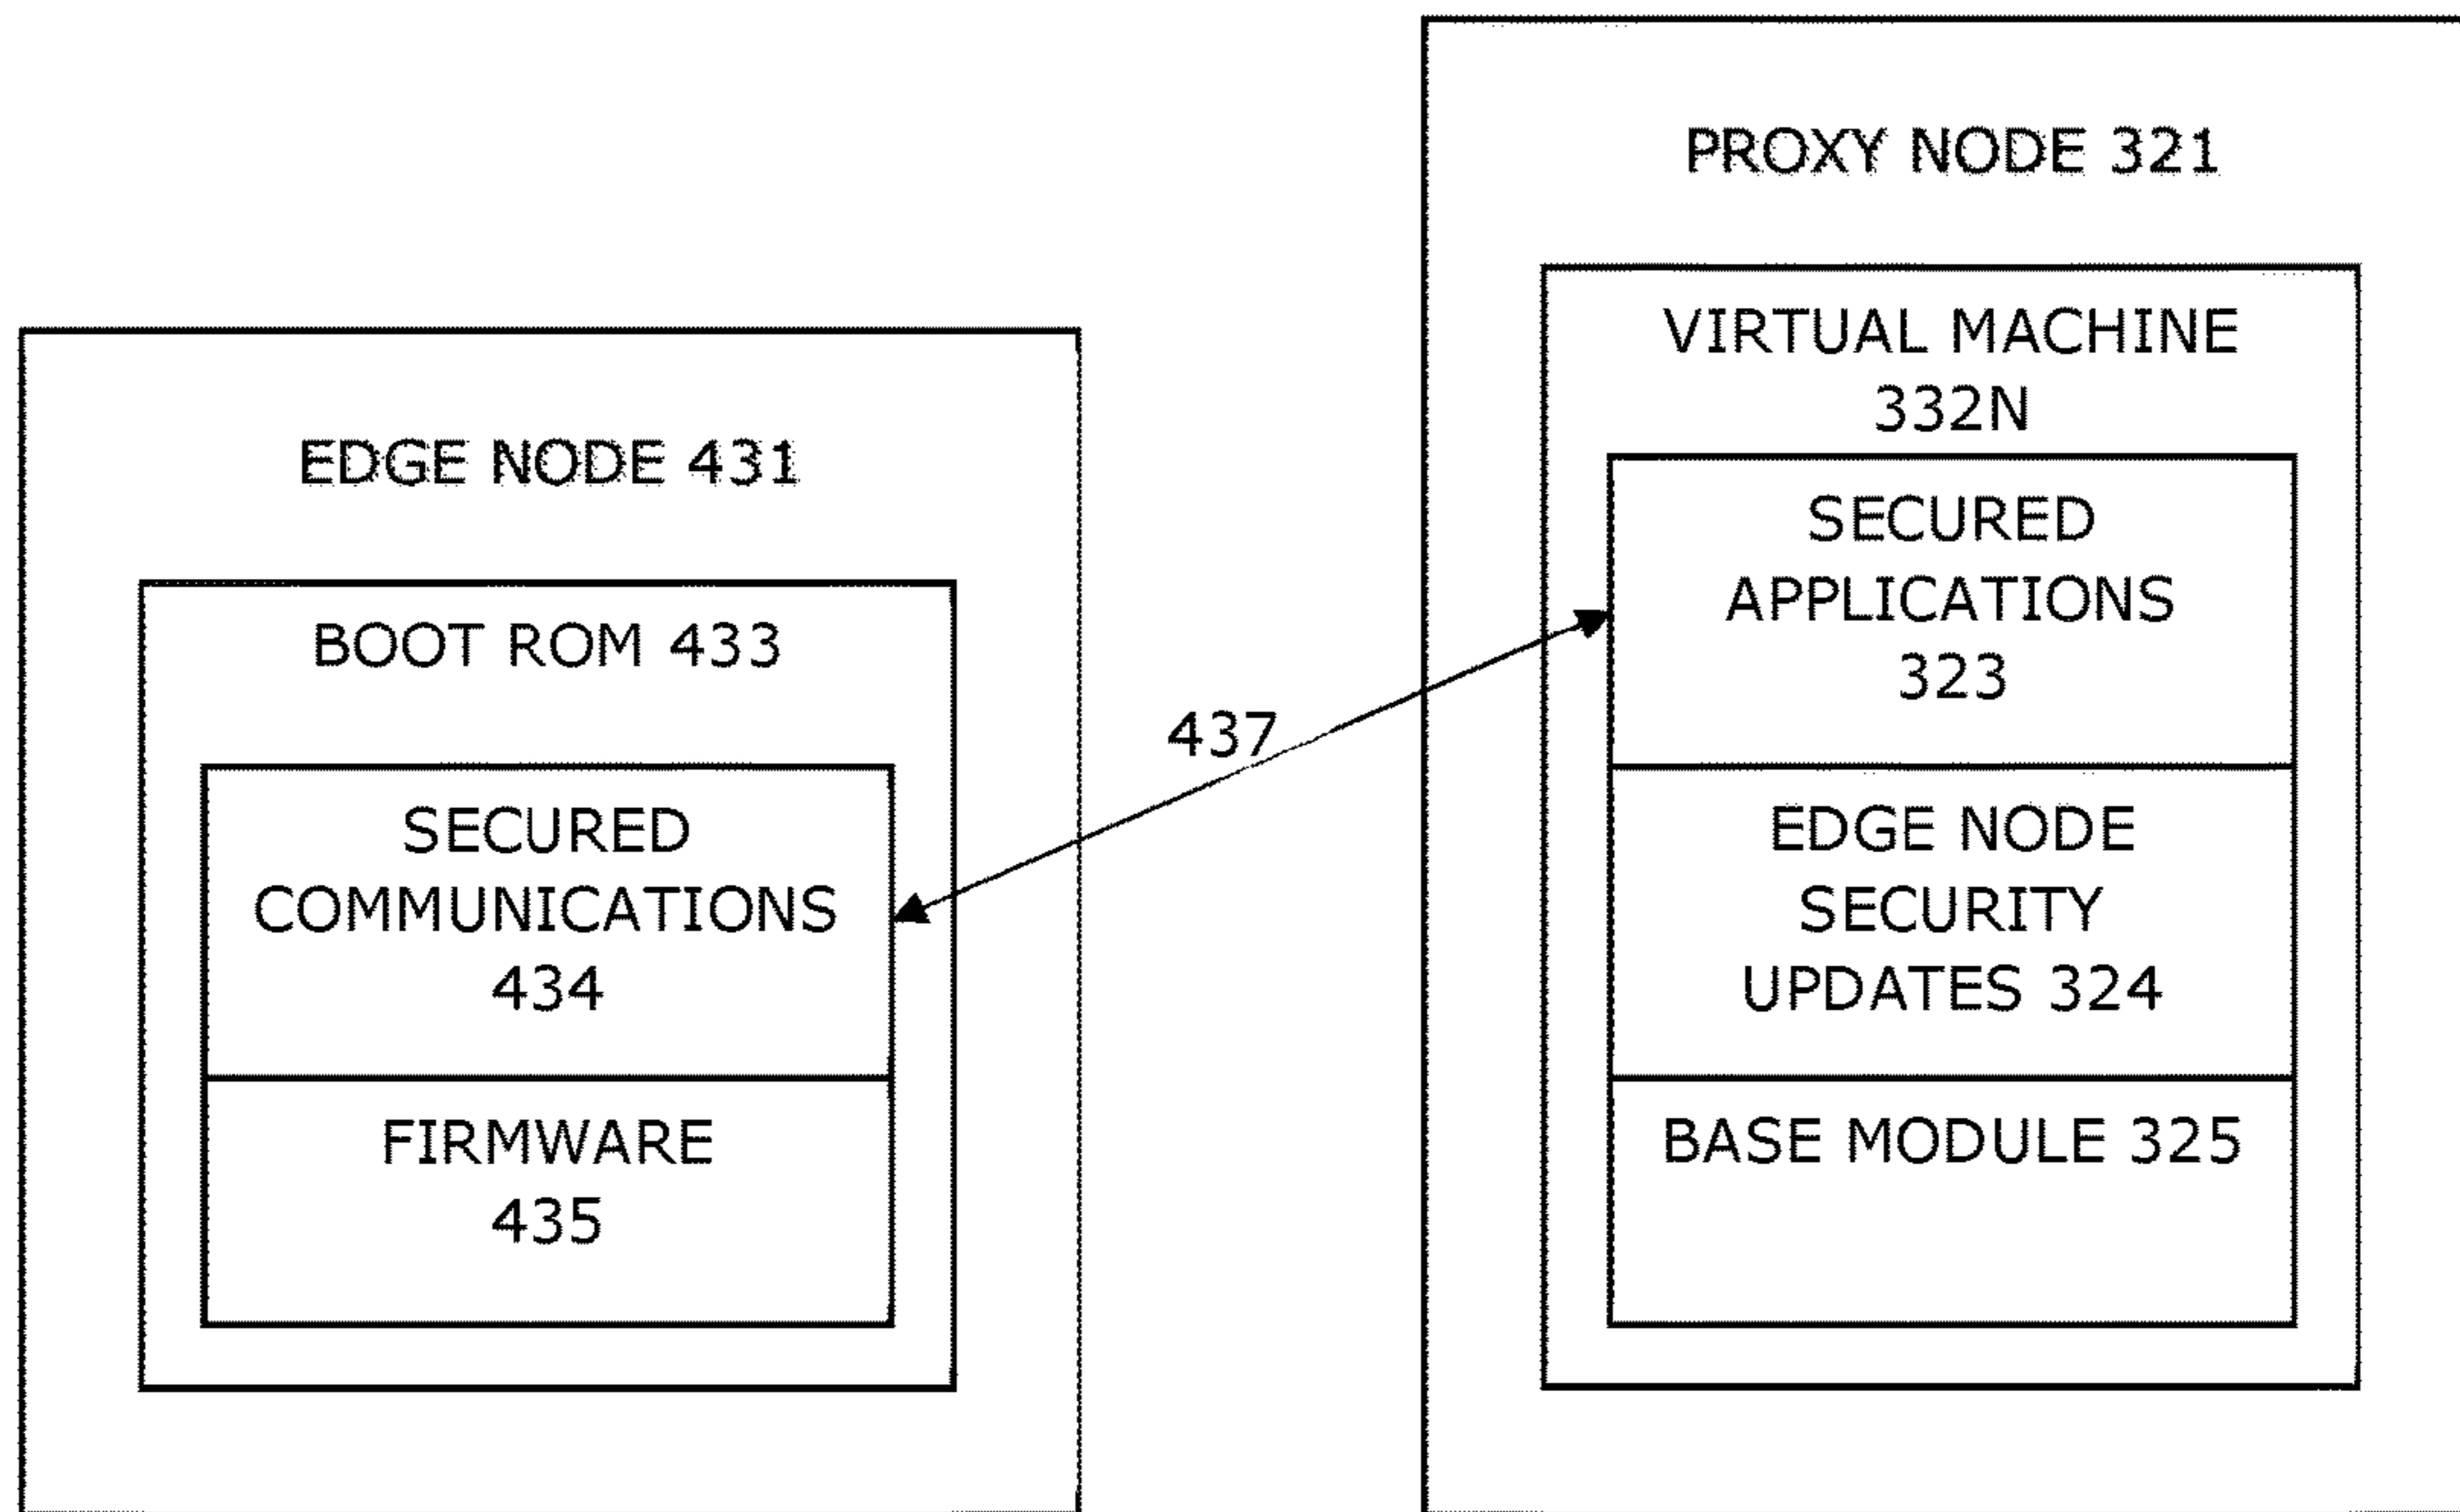 EDGE NODE 431
BOOT ROM 433
SECURED
COMMUNICATIONS
434
FIRMWARE
435
437
PROXY NODE 321
VIRTUAL MACHINE
332N
SECURED
APPLICATIONS
323
EDGE NODE
SECURITY
UPDATES 324
BASE MODULE 325